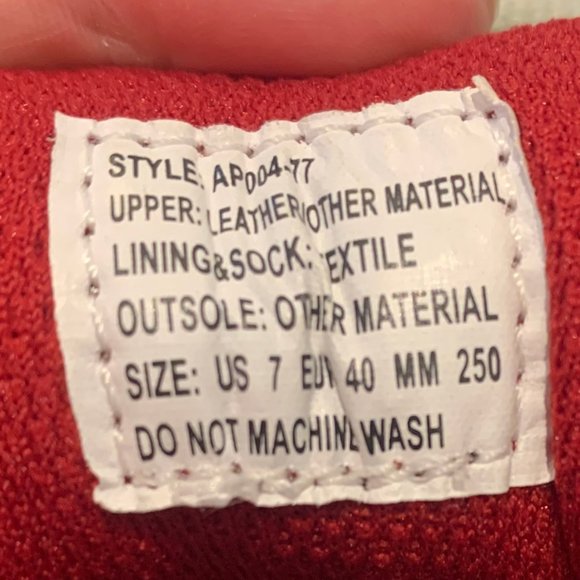 STYLE: AP004-77
UPPER: LEATHER/OTHER MATERIAL
LINING&SOCK: TEXTILE
OUTSOLE: OTHER MATERIAL
SIZE: US 7 EUR 40 MM 250
DO NOT MACHINE WASH